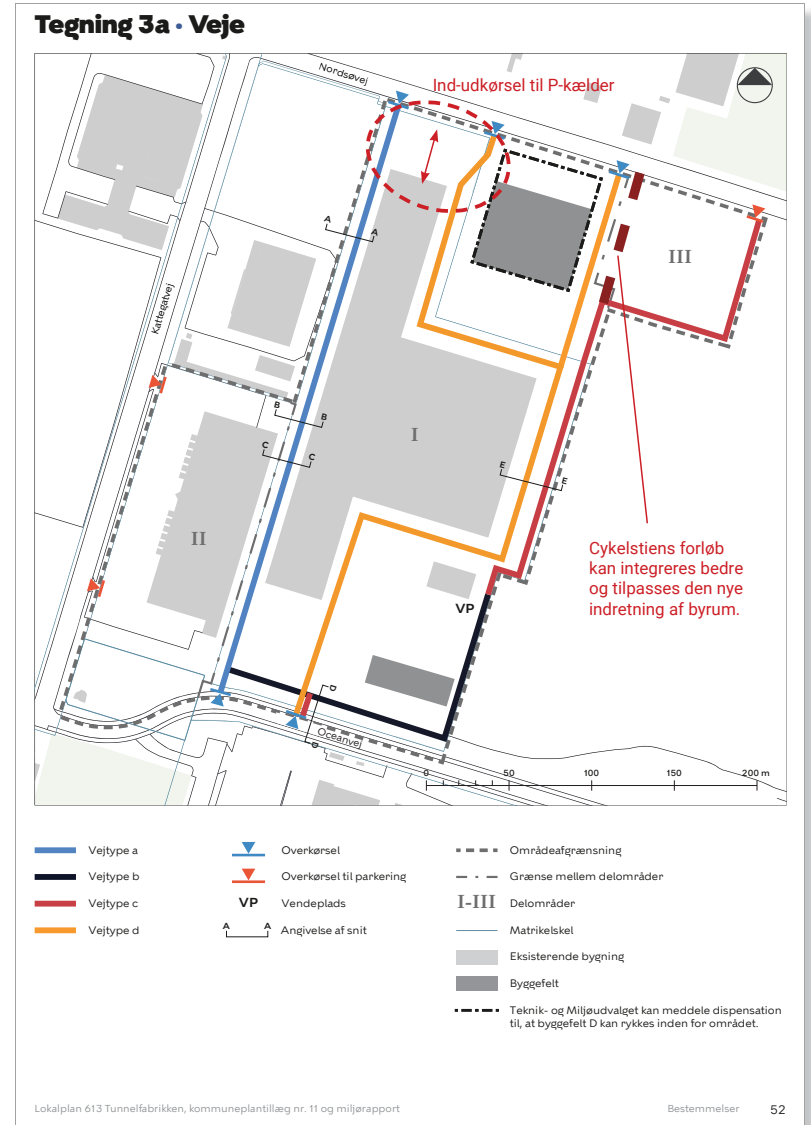 Tegning 3a • Veje
Nordsøvej
Ind-udkørsel til P-kælder
A
A
III
Kattegatvej
B
B
C
C
I
E
E
II
Cykelstiens forløb
kan integreres bedre
og tilpasses den nye
indretning af byrum.
VP
D
D
Oceanvej
0 50 100 150 200 m
Vejtype a
Vejtype b
Vejtype c
Vejtype d
Overkørsel
Overkørsel til parkering
VP Vendeplads
A A Angivelse af snit
Områdeafgrænsning
Grænse mellem delområder
I-III Delområder
Matrikelskel
Eksisterende bygning
Byggefelt
Teknik- og Miljøudvalget kan meddele dispensation
til, at byggefelt D kan rykkes inden for området.
Lokalplan 613 Tunnelfabrikken, kommuneplantillæg nr. 11 og miljørapport
Bestemmelser 52